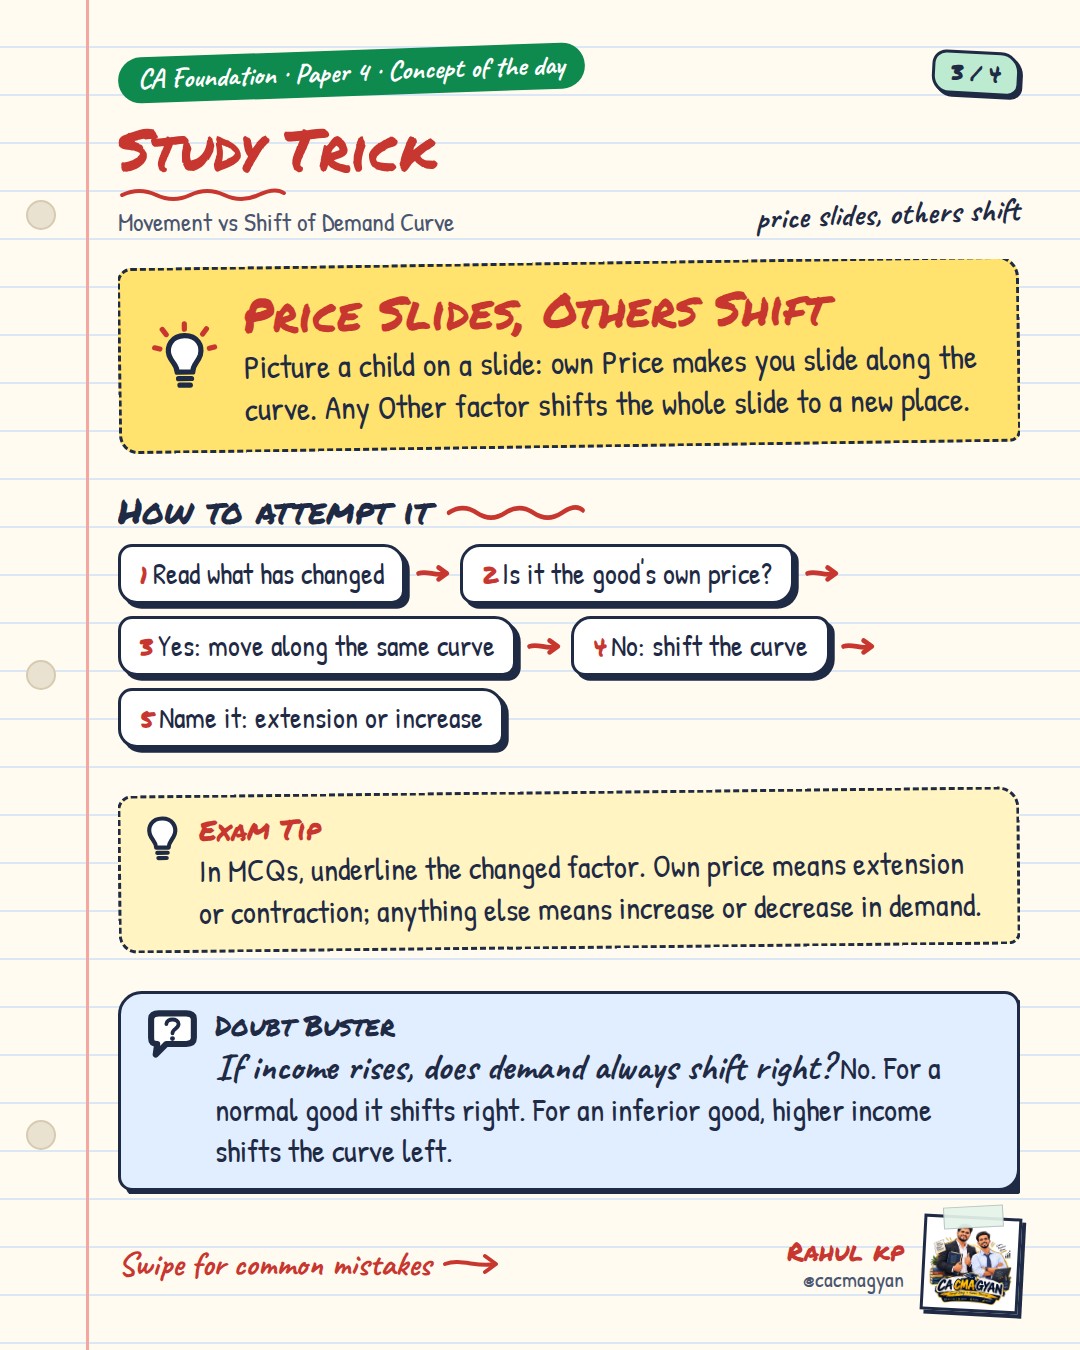 CA Foundation · Paper 4 · Concept of the day
3 / 4
Study Trick
Movement vs Shift of Demand Curve
price slides, others shift
Price Slides, Others Shift
Picture a child on a slide: own Price makes you slide along the
curve. Any Other factor shifts the whole slide to a new place.
How to attempt it
1 Read what has changed → 2 Is it the good's own price? →
3 Yes: move along the same curve → 4 No: shift the curve →
5 Name it: extension or increase
Exam Tip
In MCQs, underline the changed factor. Own price means extension
or contraction; anything else means increase or decrease in demand.
Doubt Buster
If income rises, does demand always shift right? No. For a
normal good it shifts right. For an inferior good, higher income
shifts the curve left.
Swipe for common mistakes →
Rahul KP
@cacmagyan
CA CMA GYAN